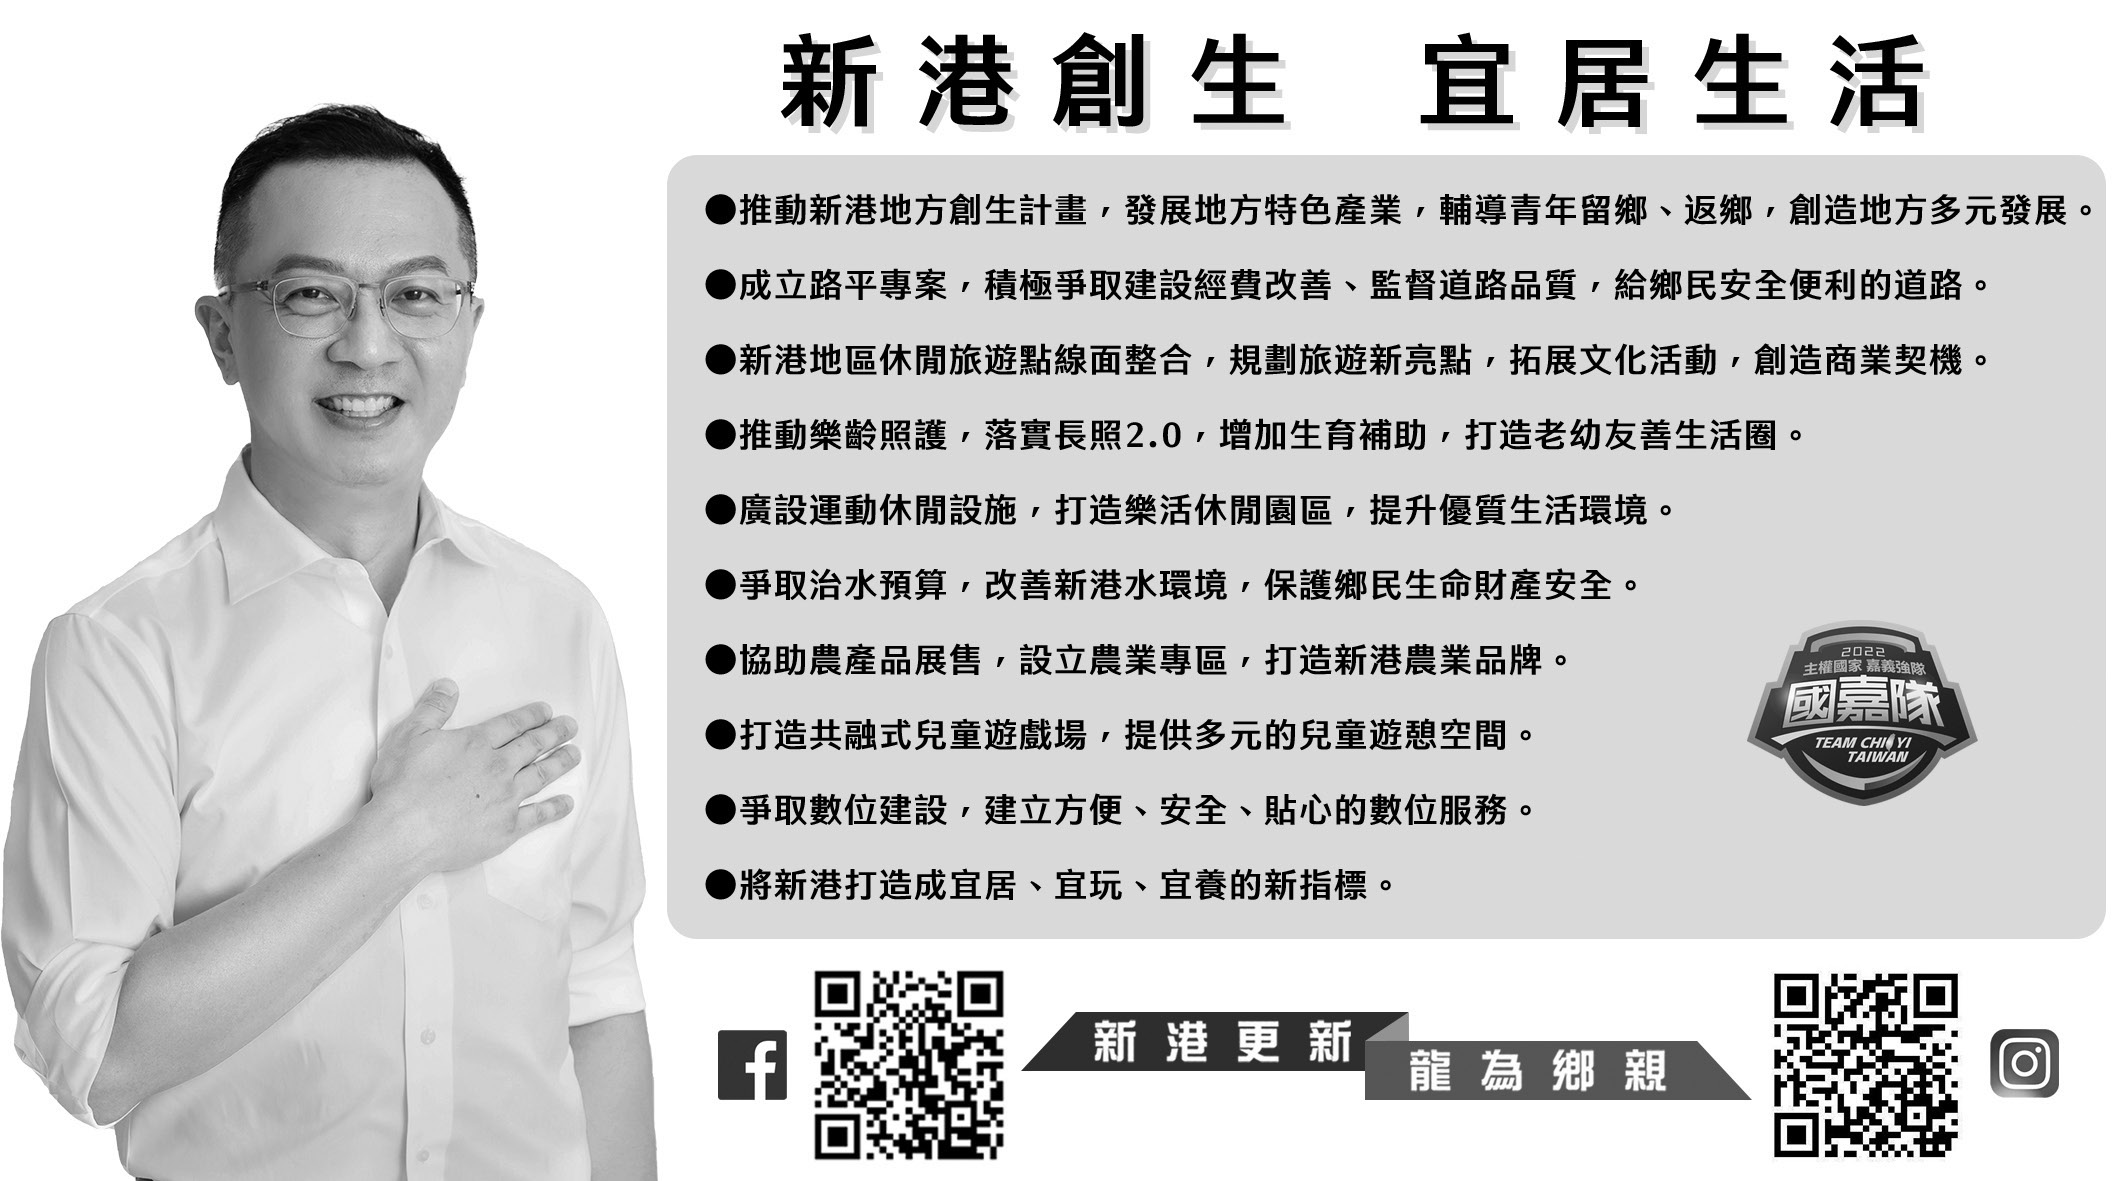 新港創生 宜居生活
●推動新港地方創生計畫，發展地方特色產業，輔導青年留鄉、返鄉，創造地方多元發展。
●成立路平專案，積極爭取建設經費改善、監督道路品質，給鄉民安全便利的道路。
●新港地區休閒旅遊點線面整合，規劃旅遊新亮點，拓展文化活動，創造商業契機。
●推動樂齡照護，落實長照2.0，增加生育補助，打造老幼友善生活圈。
●廣設運動休閒設施，打造樂活休閒園區，提升優質生活環境。
●爭取治水預算，改善新港水環境，保護鄉民生命財產安全。
●協助農產品展售，設立農業專區，打造新港農業品牌。
●打造共融式兒童遊戲場，提供多元的兒童遊憩空間。
●爭取數位建設，建立方便、安全、貼心的數位服務。
●將新港打造成宜居、宜玩、宜養的新指標。
2022
主權國家 嘉義強隊
國嘉隊
TEAM CHIAYI
TAIWAN
新港更新
龍為鄉親